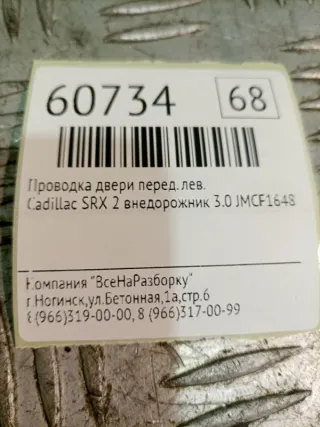 60734 68
Проводка двери перед.лев.
Cadillac SRX 2 внедорожник 3.0 JMCF1648
Компания "ВсеНаРазборку"
г.Ногинск,ул.Бетонная,1а,стр.6
8(966)319-00-00, 8 (966)317-00-99